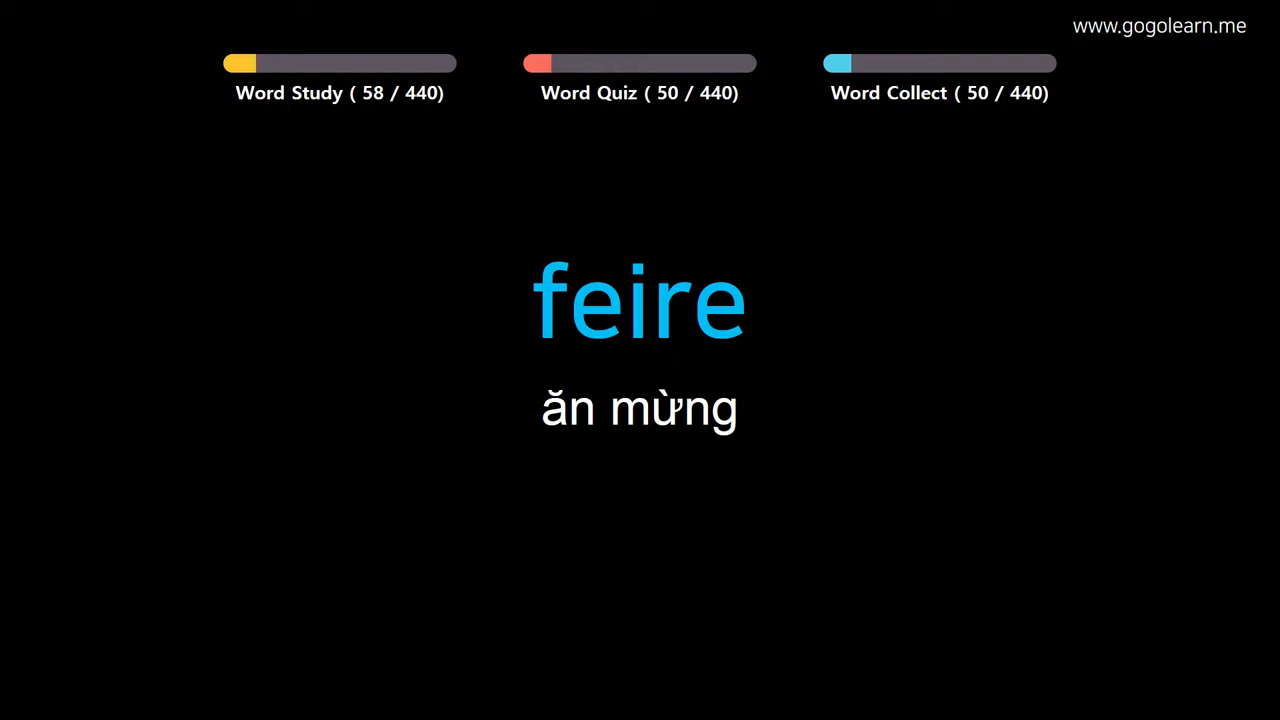 www.gogolearn.me
Word Study ( 58 / 440)
Word Quiz ( 50 / 440)
Word Collect ( 50 / 440)
feire
ăn mừng